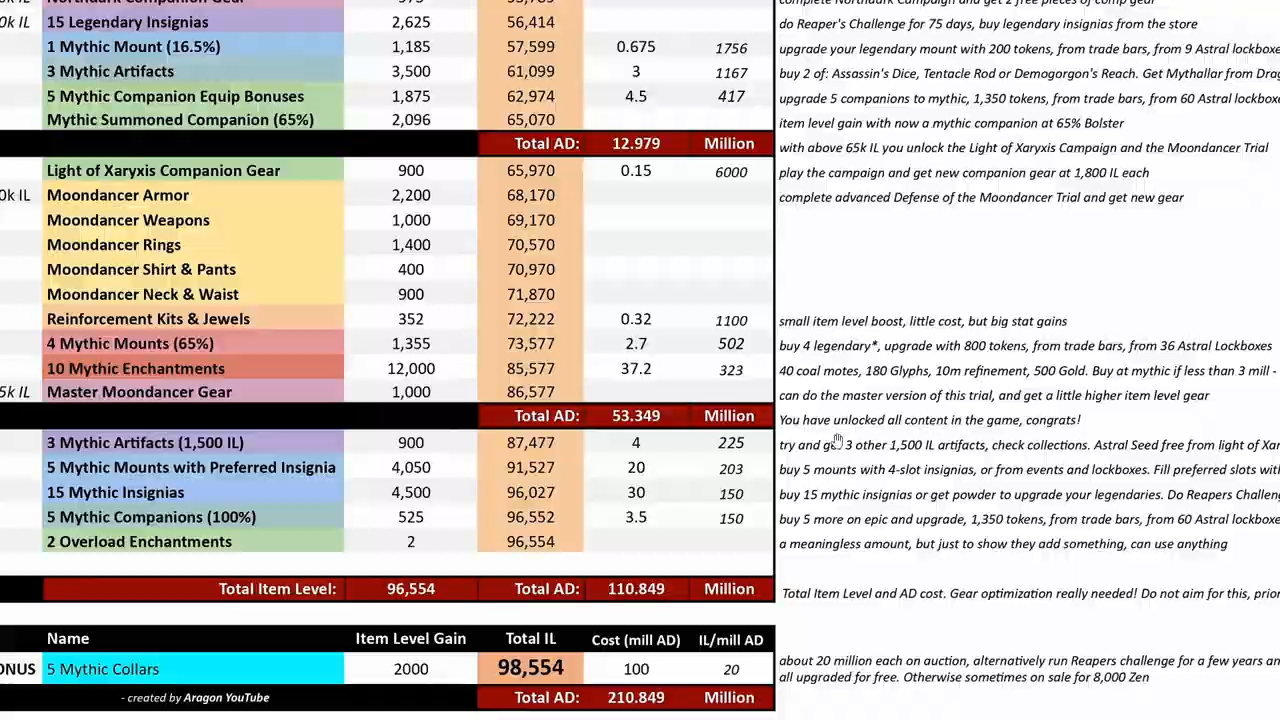 0k IL Northdark Companion Gear 975 53,789 complete Northdark Campaign and get 2 free pieces of comp gear
0k IL 15 Legendary Insignias 2,625 56,414 do Reaper's Challenge for 75 days, buy legendary insignias from the store
1 Mythic Mount (16.5%) 1,185 57,599 0.675 1756 upgrade your legendary mount with 200 tokens, from trade bars, from 9 Astral lockboxe
3 Mythic Artifacts 3,500 61,099 3 1167 buy 2 of: Assassin's Dice, Tentacle Rod or Demogorgon's Reach. Get Mythallar from Drag
5 Mythic Companion Equip Bonuses 1,875 62,974 4.5 417 upgrade 5 companions to mythic, 1,350 tokens, from trade bars, from 60 Astral lockboxe
Mythic Summoned Companion (65%) 2,096 65,070 item level gain with now a mythic companion at 65% Bolster
Total AD: 12.979 Million with above 65k IL you unlock the Light of Xaryxis Campaign and the Moondancer Trial
Light of Xaryxis Companion Gear 900 65,970 0.15 6000 play the campaign and get new companion gear at 1,800 IL each
0k IL Moondancer Armor 2,200 68,170 complete advanced Defense of the Moondancer Trial and get new gear
Moondancer Weapons 1,000 69,170
Moondancer Rings 1,400 70,570
Moondancer Shirt & Pants 400 70,970
Moondancer Neck & Waist 900 71,870
Reinforcement Kits & Jewels 352 72,222 0.32 1100 small item level boost, little cost, but big stat gains
4 Mythic Mounts (65%) 1,355 73,577 2.7 502 buy 4 legendary*, upgrade with 800 tokens, from trade bars, from 36 Astral Lockboxes
10 Mythic Enchantments 12,000 85,577 37.2 323 40 coal motes, 180 Glyphs, 10m refinement, 500 Gold. Buy at mythic if less than 3 mill -
5k IL Master Moondancer Gear 1,000 86,577 can do the master version of this trial, and get a little higher item level gear
Total AD: 53.349 Million You have unlocked all content in the game, congrats!
3 Mythic Artifacts (1,500 IL) 900 87,477 4 225 try and 3 other 1,500 IL artifacts, check collections. Astral Seed free from light of Xar
5 Mythic Mounts with Preferred Insignia 4,050 91,527 20 203 buy 5 mounts with 4-slot insignias, or from events and lockboxes. Fill preferred slots wit
15 Mythic Insignias 4,500 96,027 30 150 buy 15 mythic insignias or get powder to upgrade your legendaries. Do Reapers Challeng
5 Mythic Companions (100%) 525 96,552 3.5 150 buy 5 more on epic and upgrade, 1,350 tokens, from trade bars, from 60 Astral lockboxe
2 Overload Enchantments 2 96,554 a meaningless amount, but just to show they add something, can use anything
Total Item Level: 96,554 Total AD: 110.849 Million Total Item Level and AD cost. Gear optimization really needed! Do not aim for this, prior
Name Item Level Gain Total IL Cost (mill AD) IL/mill AD
ONUS 5 Mythic Collars 2000 98,554 100 20 about 20 million each on auction, alternatively run Reapers challenge for a few years an
all upgraded for free. Otherwise sometimes on sale for 8,000 Zen
- created by Aragon YouTube Total AD: 210.849 Million